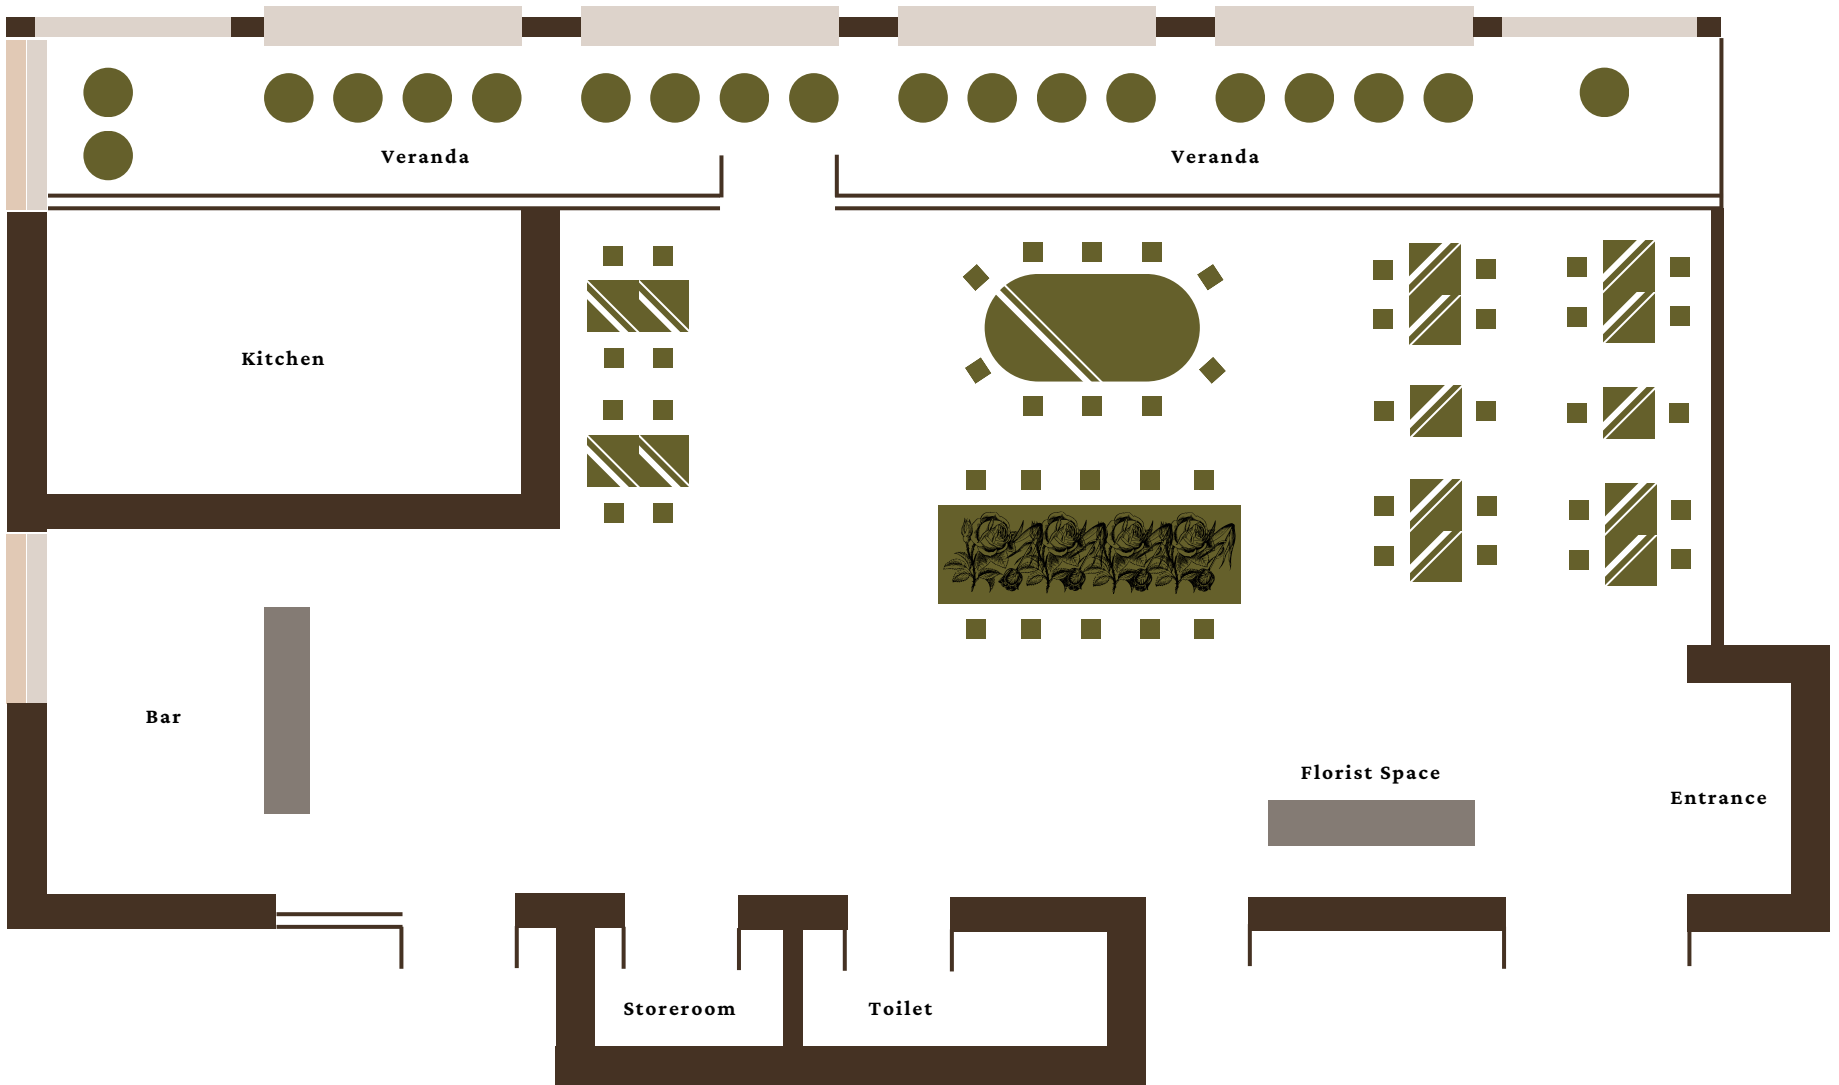 Veranda
Veranda
Kitchen
Bar
Florist Space
Entrance
Storeroom
Toilet